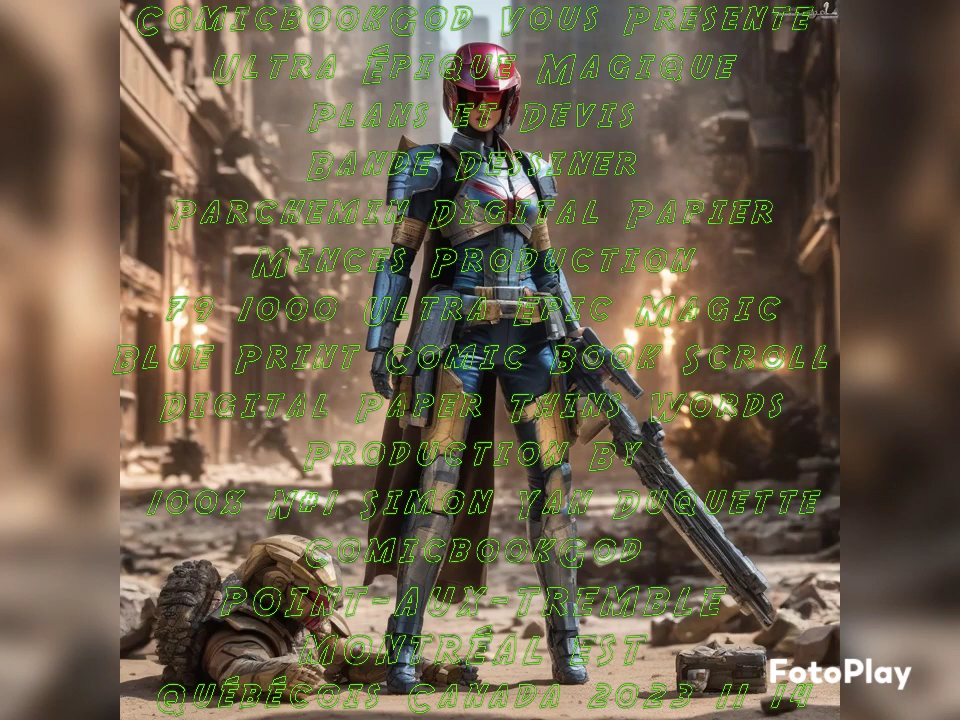 ComicbookGod Vous Presente
Ultra Épique Magique
Plans et Devis
Bande Dessiner
Parchemin Digital Papier
Minces Production
79 1000 Ultra Epic Magic
Blue Print Comic Book Scroll
Digital Paper Thins Words
Production By
100% N#1 Simon Yan Duquette
ComicbookGod
Point-aux-Tremble
Montréal Est
Québécois Canada 2023 11 14
FotoPlay